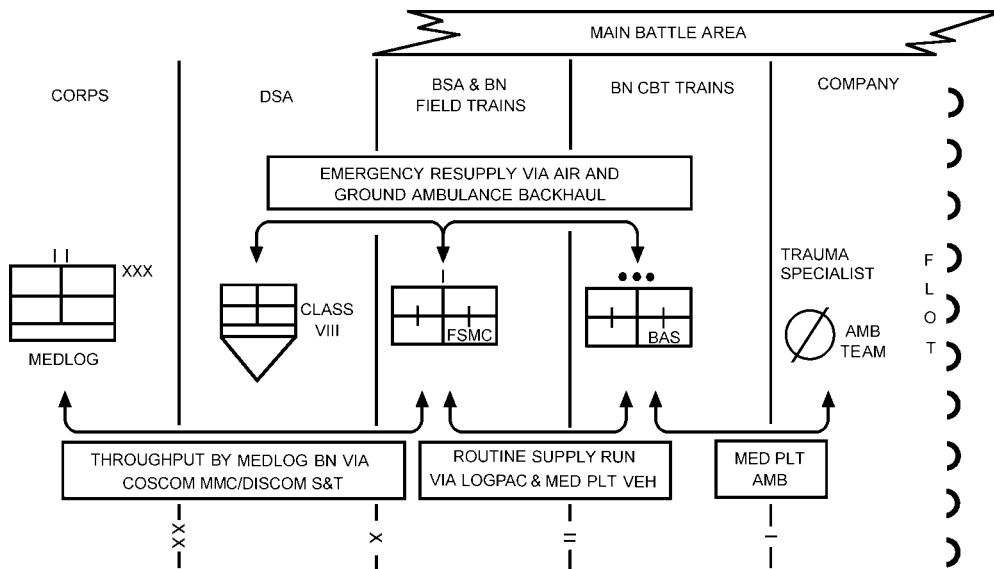 MAIN BATTLE AREA
CORPS
DSA
BSA & BN
FIELD TRAINS
BN CBT TRAINS
COMPANY
EMERGENCY RESUPPLY VIA AIR AND
GROUND AMBULANCE BACKHAUL
II
XXX
MEDLOG
CLASS
VIII
I
FSMC
BAS
TRAUMA
SPECIALIST
AMB
TEAM
F
L
O
T
THROUGHPUT BY MEDLOG BN VIA
COSCOM MMC/DISCOM S&T
ROUTINE SUPPLY RUN
VIA LOGPAC & MED PLT VEH
MED PLT
AMB
XX
X
II
I